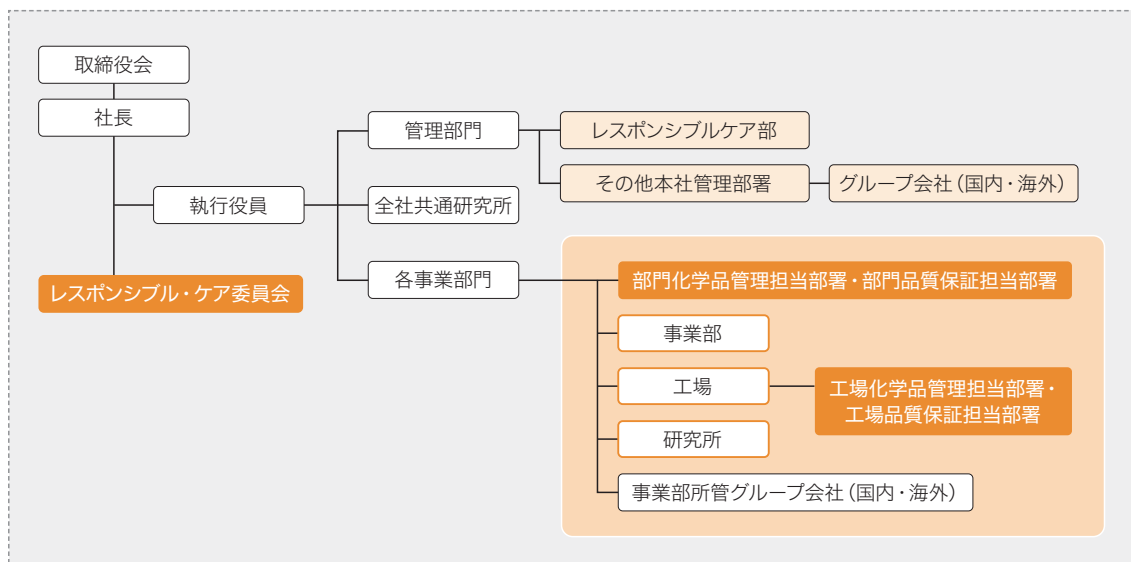 取締役会
社長
管理部門
レスポンシブルケア部
その他本社管理部署
グループ会社（国内・海外）
執行役員
全社共通研究所
レスポンシブル・ケア委員会
各事業部門
部門化学品管理担当部署・部門品質保証担当部署
事業部
工場
工場化学品管理担当部署・
工場品質保証担当部署
研究所
事業部所管グループ会社（国内・海外）